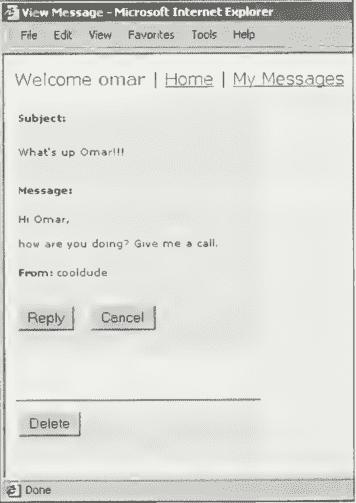 View Message - Microsoft Internet Explorer
File Edit View Favorites Tools Help
Welcome omar | Home | My Messages
Subject:
What's up Omar!!!
Message:
Hi Omar,
how are you doing? Give me a call.
From: cooldude
Reply Cancel
Delete
Done